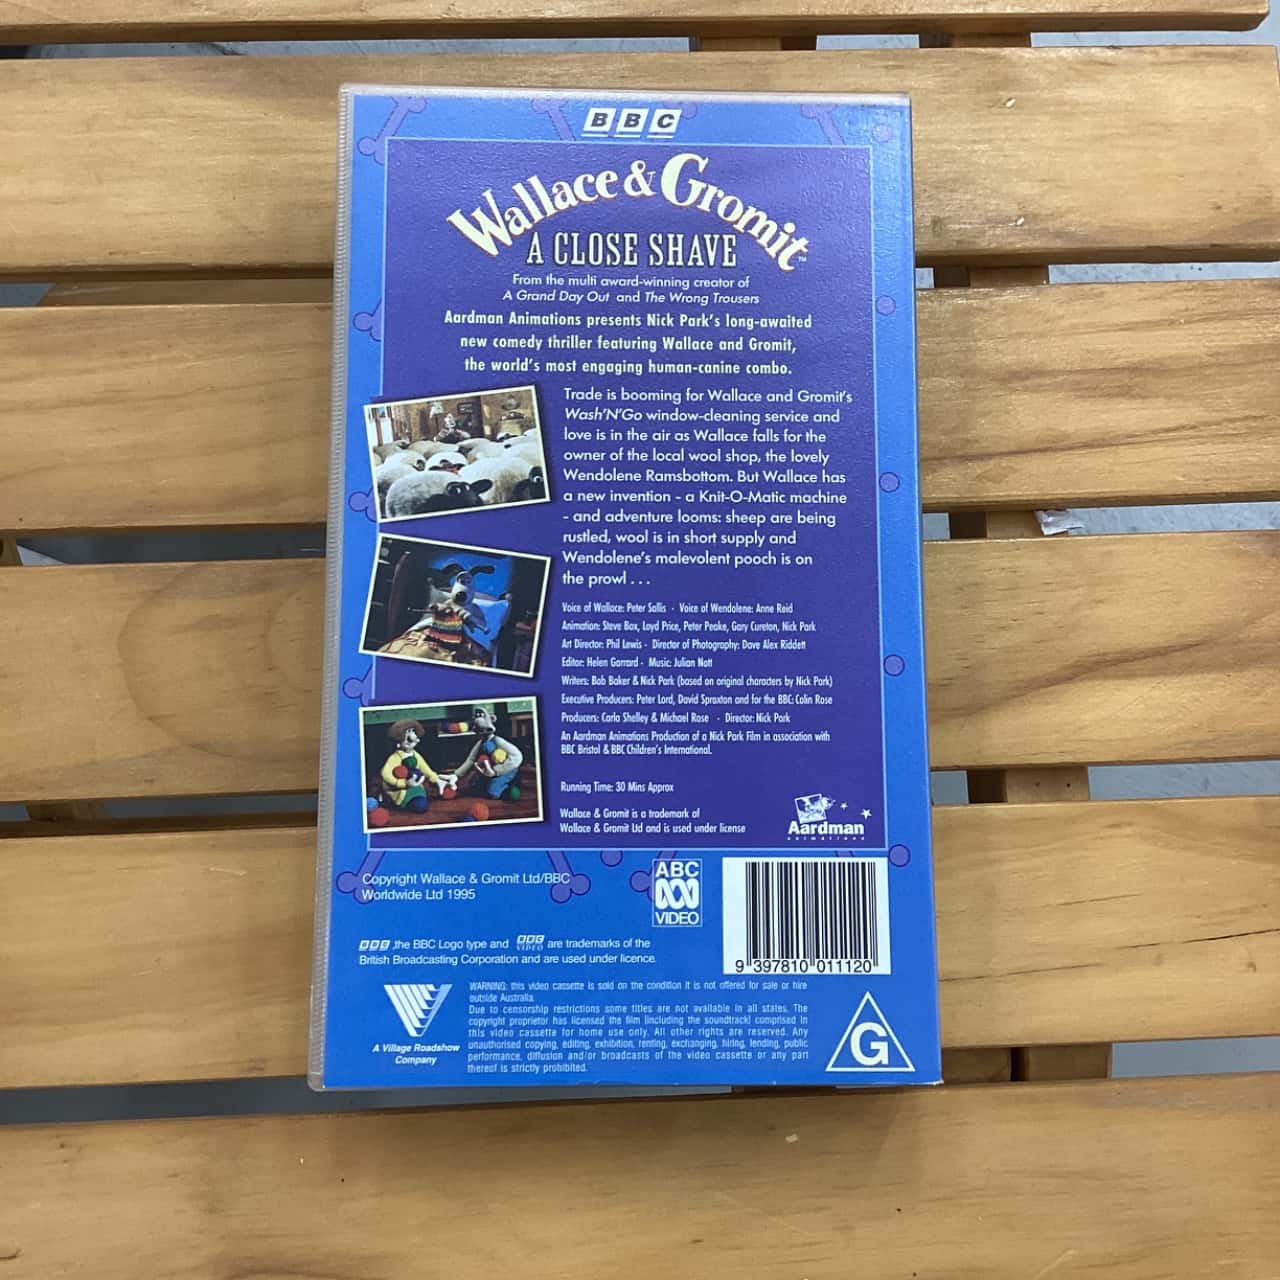 BBC
Wallace & Gromit™
A CLOSE SHAVE
From the multi award-winning creator of
A Grand Day Out and The Wrong Trousers
Aardman Animations presents Nick Park's long-awaited
new comedy thriller featuring Wallace and Gromit,
the world's most engaging human-canine combo.
Trade is booming for Wallace and Gromit's
Wash'N'Go window-cleaning service and
love is in the air as Wallace falls for the
owner of the local wool shop, the lovely
Wendolene Ramsbottom. But Wallace has
a new invention - a Knit-O-Matic machine
- and adventure looms: sheep are being
rustled, wool is in short supply and
Wendolene's malevolent pooch is on
the prowl . . .
Voice of Wallace: Peter Sallis · Voice of Wendolene: Anne Reid
Animation: Steve Box, Loyd Price, Peter Peake, Gary Cureton, Nick Park
Art Director: Phil Lewis · Director of Photography: Dave Alex Riddett
Editor: Helen Garrard · Music: Julian Nott
Writers: Bob Baker & Nick Park (based on original characters by Nick Park)
Executive Producers: Peter Lord, David Sproxton and for the BBC: Colin Rose
Producers: Carla Shelley & Michael Rose · Director: Nick Park
An Aardman Animations Production of a Nick Park Film in association with
BBC Bristol & BBC Children's International.
Running Time: 30 Mins Approx
Wallace & Gromit is a trademark of
Wallace & Gromit Ltd and is used under license
Aardman
animations
Copyright Wallace & Gromit Ltd/BBC
Worldwide Ltd 1995
ABC
VIDEO
9 397810 011120
BBC ,the BBC Logo type and BBC VIDEO are trademarks of the
British Broadcasting Corporation and are used under licence.
A Village Roadshow
Company
WARNING: this video cassette is sold on the condition it is not offered for sale or hire
outside Australia.
Due to censorship restrictions some titles are not available in all states. The
copyright proprietor has licensed the film (including the soundtrack) comprised in
this video cassette for home use only. All other rights are reserved. Any
unauthorised copying, editing, exhibition, renting, exchanging, hiring, lending, public
performance, diffusion and/or broadcasts of the video cassette or any part
thereof is strictly prohibited.
G